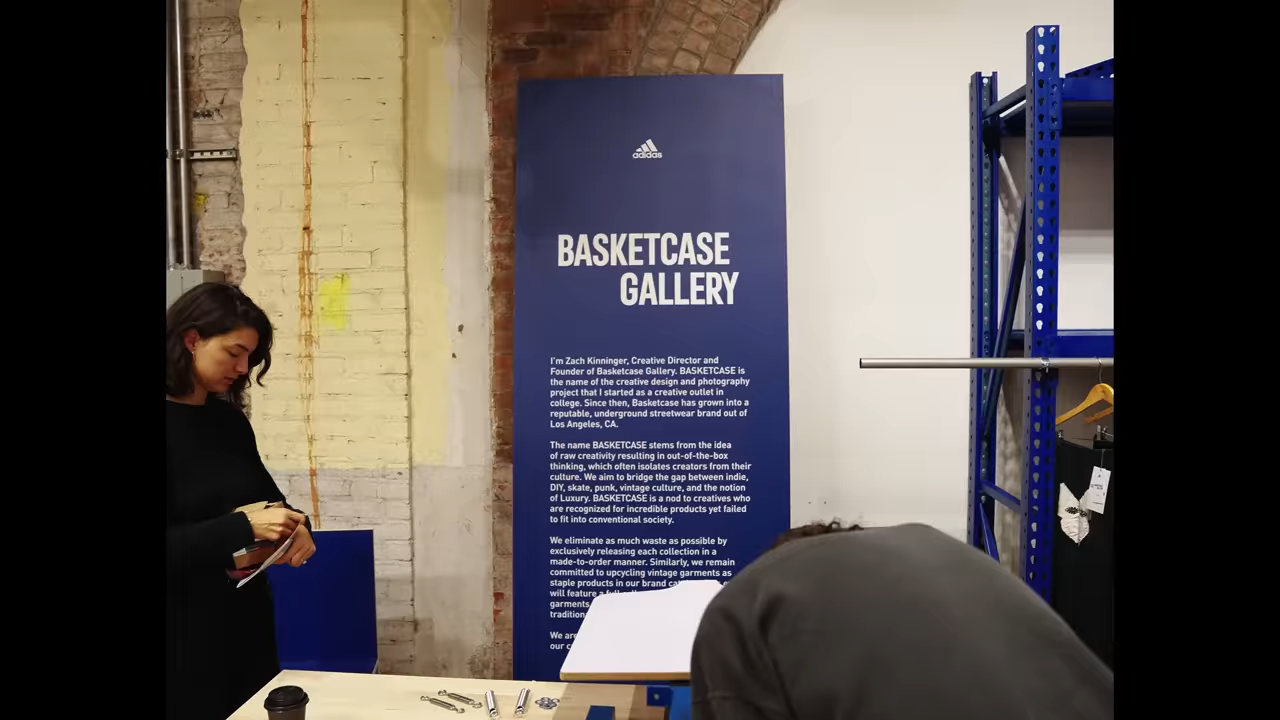 adidas
BASKETCASE
GALLERY
I'm Zach Kinninger, Creative Director and
Founder of Basketcase Gallery. BASKETCASE is
the name of the creative design and photography
project that I started as a creative outlet in
college. Since then, Basketcase has grown into a
reputable, underground streetwear brand out of
Los Angeles, CA.
The name BASKETCASE stems from the idea
of raw creativity resulting in out-of-the-box
thinking, which often isolates creators from their
culture. We aim to bridge the gap between indie,
DIY, skate, punk, vintage culture, and the notion
of Luxury. BASKETCASE is a nod to creatives who
are recognized for incredible products yet failed
to fit into conventional society.
We eliminate as much waste as possible by
exclusively releasing each collection in a
made-to-order manner. Similarly, we remain
committed to upcycling vintage garments as
staple products in our brand
will feature a
garments
We
our